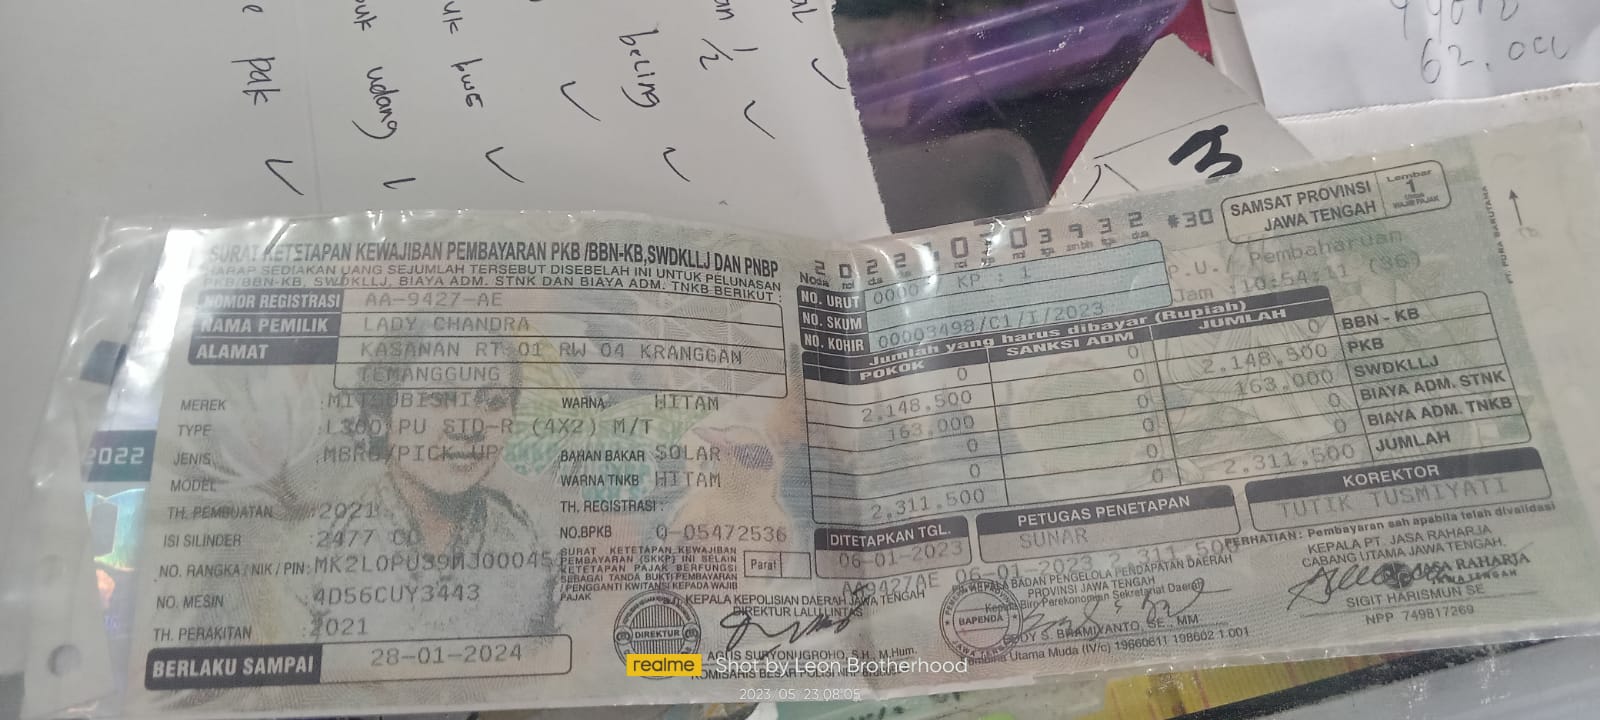 e pak
udang
uk bws
beling
1/2
62.000
3
SURAT KETETAPAN KEWAJIBAN PEMBAYARAN PKB /BBN-KB,SWDKLLJ DAN PNBP
HARAP SEDIAKAN UANG SEJUMLAH TERSEBUT DISEBELAH INI UNTUK PELUNASAN
PKB/BBN-KB, SWDKLLJ, BIAYA ADM. STNK DAN BIAYA ADM. TNKB BERIKUT :
NOMOR REGISTRASI AA-9427-AE
NAMA PEMILIK LADY CHANDRA
ALAMAT KASANAN RT 01 RW 04 KRANGGAN
TEMANGGUNG
MEREK :MITSUBISHI WARNA : HITAM
TYPE :L300 PU STD-R (4X2) M/T
JENIS :MBRG/PICK UP BAHAN BAKAR : SOLAR
MODEL : WARNA TNKB : HITAM
TH. PEMBUATAN :2021 TH. REGISTRASI :
ISI SILINDER :2477 CC NO.BPKB : Q-05472536
NO. RANGKA / NIK / PIN :
NO. MESIN 4D56CUY3443
TH. PERAKITAN :2021
BERLAKU SAMPAI 28-01-2024
SURAT KETETAPAN KEWAJIBAN
PEMBAYARAN (SKKP) INI SELAIN
KETETAPAN PAJAK BERFUNGSI
SEBAGAI TANDA BUKTI PEMBAYARAN
/ PENGGANTI KWITANSI KEPADA WAJIB
PAJAK
Paraf
KEPALA KEPOLISIAN DAERAH JAWA TENGAH
DIREKTUR LALU LINTAS
DIREKTUR
AGUS SURYONUGROHO, S.H., M.Hum.
KOMISARIS BESAR POLISI NRP
2022
#30
SAMSAT PROVINSI
JAWA TENGAH
Lembar
1
Untuk
WAJIB PAJAK
NO. URUT KP : 1
NO. SKUM
NO. KOHIR 00003498/C1/I/2023
P.U./ Pembaharuan
Jam :10:54:11 (36)
Jumlah yang harus dibayar (Rupiah)
POKOK SANKSI ADM JUMLAH
0 0 0 BBN - KB
2.148.500 0 2.148.500 PKB
163.000 0 163.000 SWDKLLJ
0 0 0 BIAYA ADM. STNK
0 0 0 BIAYA ADM. TNKB
2.311.500 0 2.311.500 JUMLAH
DITETAPKAN TGL. PETUGAS PENETAPAN KOREKTOR
06-01-2023 SUNAR TUTIK TUSMIYATI
AA9427AE 06-01-2023 2.311.500
PERHATIAN : Pembayaran sah apabila telah divalidasi
KEPALA BADAN PENGELOLA PENDAPATAN DAERAH
PROVINSI JAWA TENGAH
Kepala Biro Perekonomian Sekretariat Daerah
BAPENDA
EDDY S. BRAMIYANTO, SE., MM
Pembina Utama Muda (IV/c) 19660811 198602 1 001
KEPALA PT. JASA RAHARJA
CABANG UTAMA JAWA TENGAH.
JASA RAHARJA
JAWA TENGAH
SIGIT HARISMUN SE
NPP 749817269
PT. PURA BARUTAMA
realme Shot by Leon Brotherhood
2023/05/23 08:05